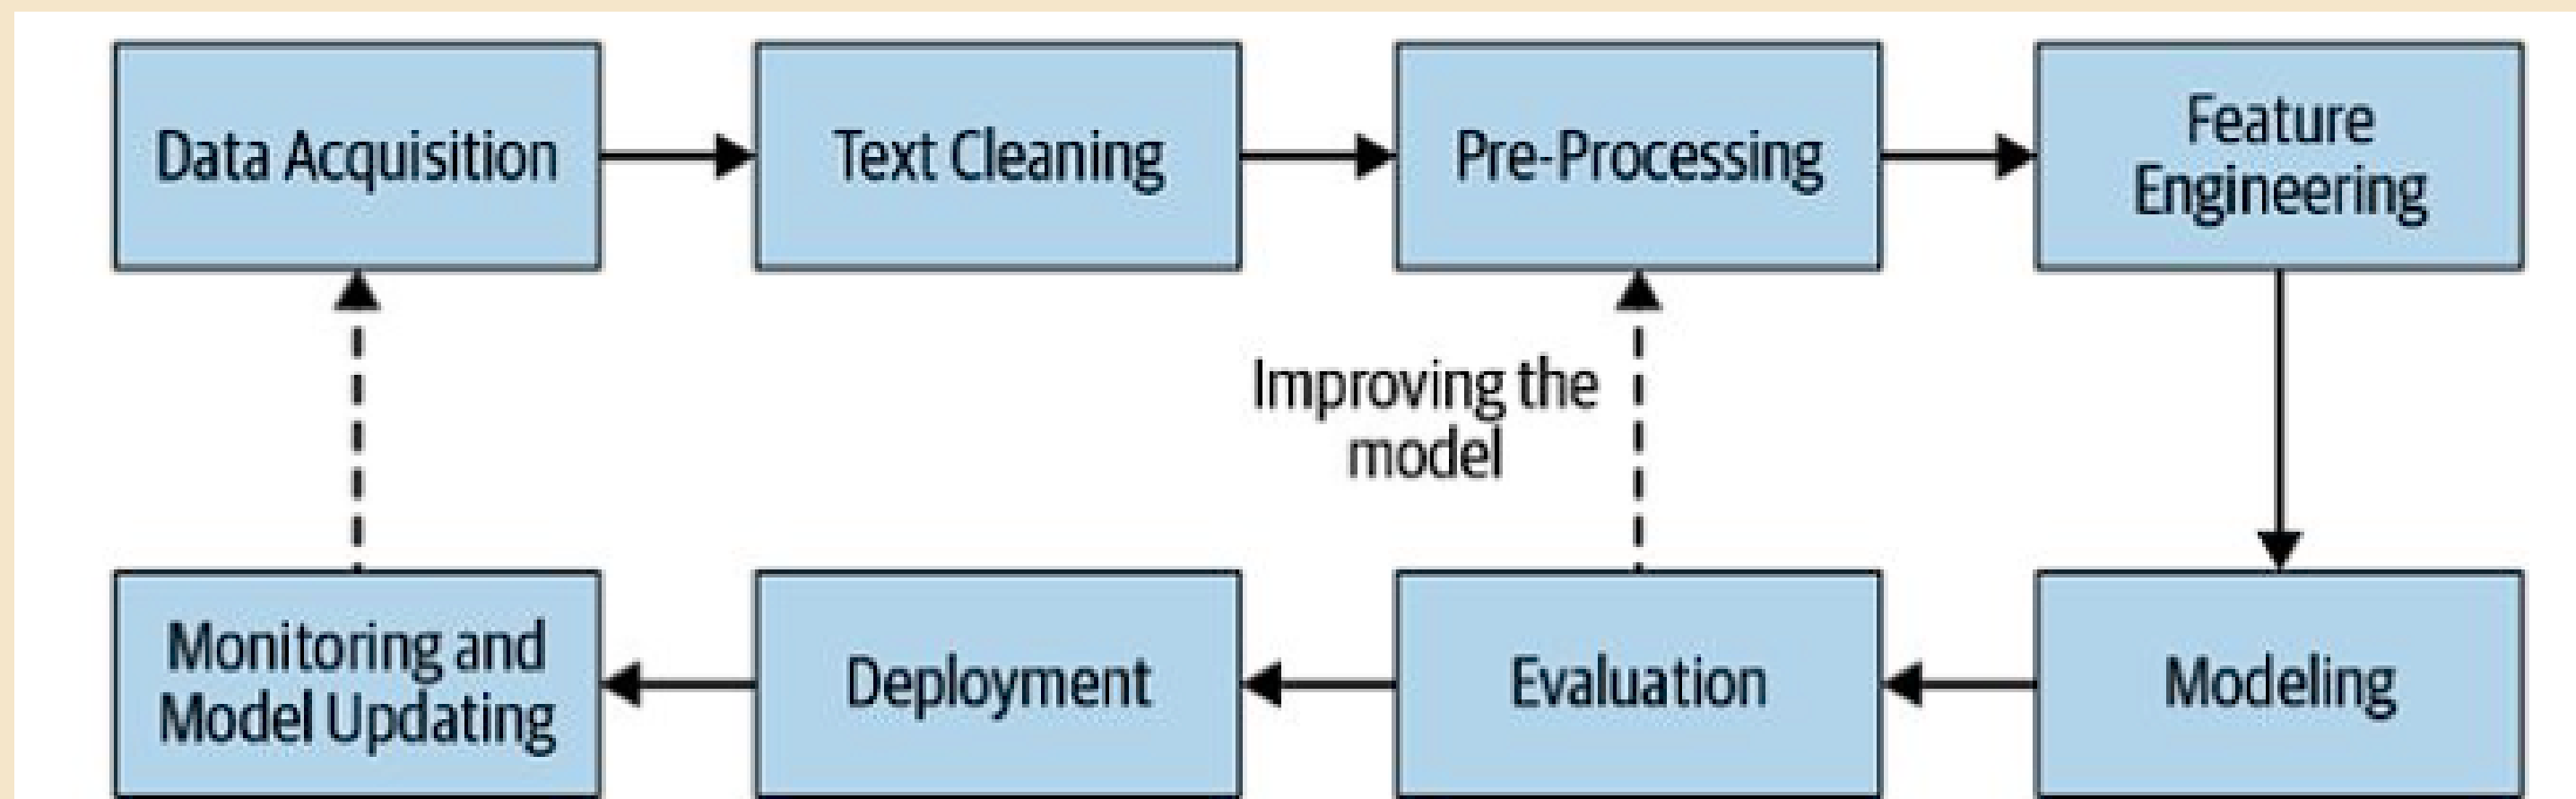 Data Acquisition
Text Cleaning
Pre-Processing
Feature
Engineering
Improving the
model
Monitoring and
Model Updating
Deployment
Evaluation
Modeling